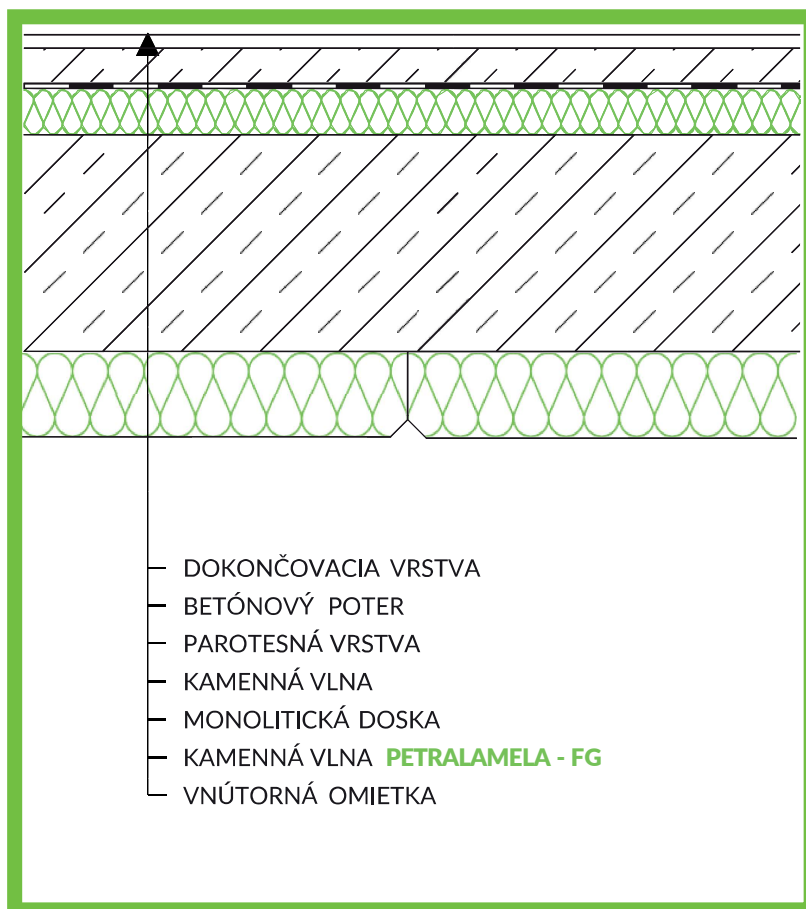 DOKONČOVACIA VRSTVA
BETÓNOVÝ POTER
PAROTESNÁ VRSTVA
KAMENNÁ VLNA
MONOLITICKÁ DOSKA
KAMENNÁ VLNA PETRALAMELA - FG
VNÚTORNÁ OMIETKA